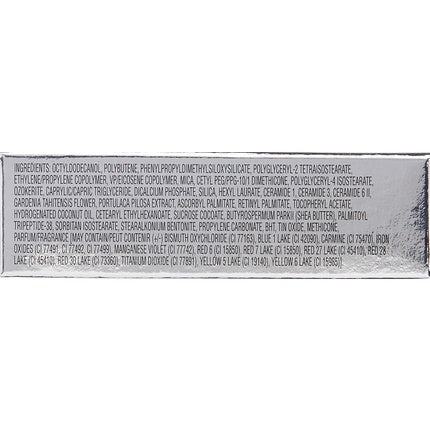 INGREDIENTS: OCTYLDODECANOL, POLYBUTENE, PHENYLPROPYLDIMETHYLSILOXYSILICATE, POLYGLYCERYL-2 TETRAISOSTEARATE,
ETHYLENE/PROPYLENE COPOLYMER, VP/EICOSENE COPOLYMER, MICA, CETYL PEG/PPG-10/1 DIMETHICONE, POLYGLYCERYL-4 ISOSTEARATE,
OZOKERITE, CAPRYLIC/CAPRIC TRIGLYCERIDE, DICALCIUM PHOSPHATE, SILICA, HEXYL LAURATE, CERAMIDE 1, CERAMIDE 3, CERAMIDE 6 II,
GARDENIA TAHITENSIS FLOWER, PORTULACA PILOSA EXTRACT, ASCORBYL PALMITATE, RETINYL PALMITATE, TOCOPHERYL ACETATE,
HYDROGENATED COCONUT OIL, CETEARYL ETHYLHEXANOATE, SUCROSE COCOATE, BUTYROSPERMUM PARKII (SHEA BUTTER), PALMITOYL
TRIPEPTIDE-38, SORBITAN ISOSTEARATE, STEARALKONIUM BENTONITE, PROPYLENE CARBONATE, BHT, TIN OXIDE, METHICONE,
PARFUM/FRAGRANCE [MAY CONTAIN/PEUT CONTENIR (+/-) BISMUTH OXYCHLORIDE (CI 77163), BLUE 1 LAKE (CI 42090), CARMINE (CI 75470), IRON
OXIDES (CI 77491, CI 77492, CI 77499), MANGANESE VIOLET (CI 77742), RED 6 (CI 15850), RED 7 LAKE (CI 15850), RED 27 LAKE (CI 45410), RED 28
LAKE (CI 45410), RED 30 LAKE (CI 73360), TITANIUM DIOXIDE (CI 77891), YELLOW 5 LAKE (CI 19140), YELLOW 6 LAKE (CI 15985)]